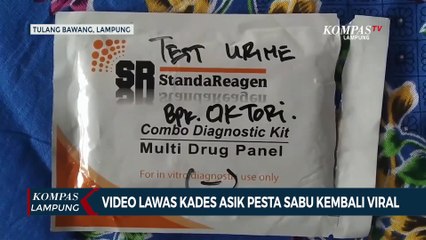 TULANG BAWANG, LAMPUNG
KOMPAS TV
LAMPUNG
TEST URINE
SR StandaReagen
BPK. OKTORI.
Combo Diagnostic Kit
Multi Drug Panel
For in vitro diagnostic use only
(-)
KOMPAS
LAMPUNG
VIDEO LAWAS KADES ASIK PESTA SABU KEMBALI VIRAL